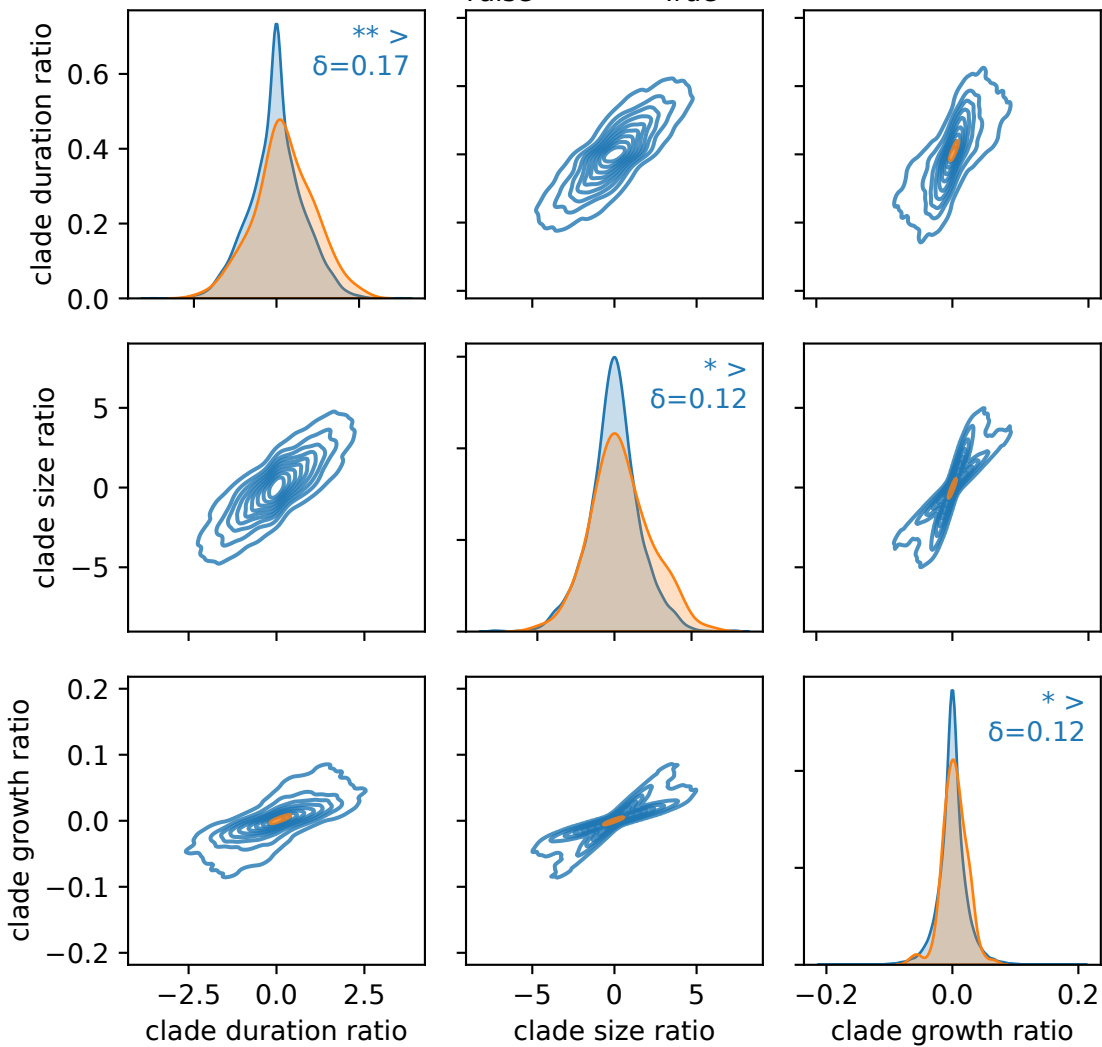 ** >
δ=0.17
clade duration ratio
0.6
0.4
0.2
0.0
* >
δ=0.12
clade size ratio
5
0
−5
* >
δ=0.12
clade growth ratio
0.2
0.1
0.0
−0.1
−0.2
−2.5 0.0 2.5
−5 0 5
−0.2 0.0 0.2
clade duration ratio
clade size ratio
clade growth ratio